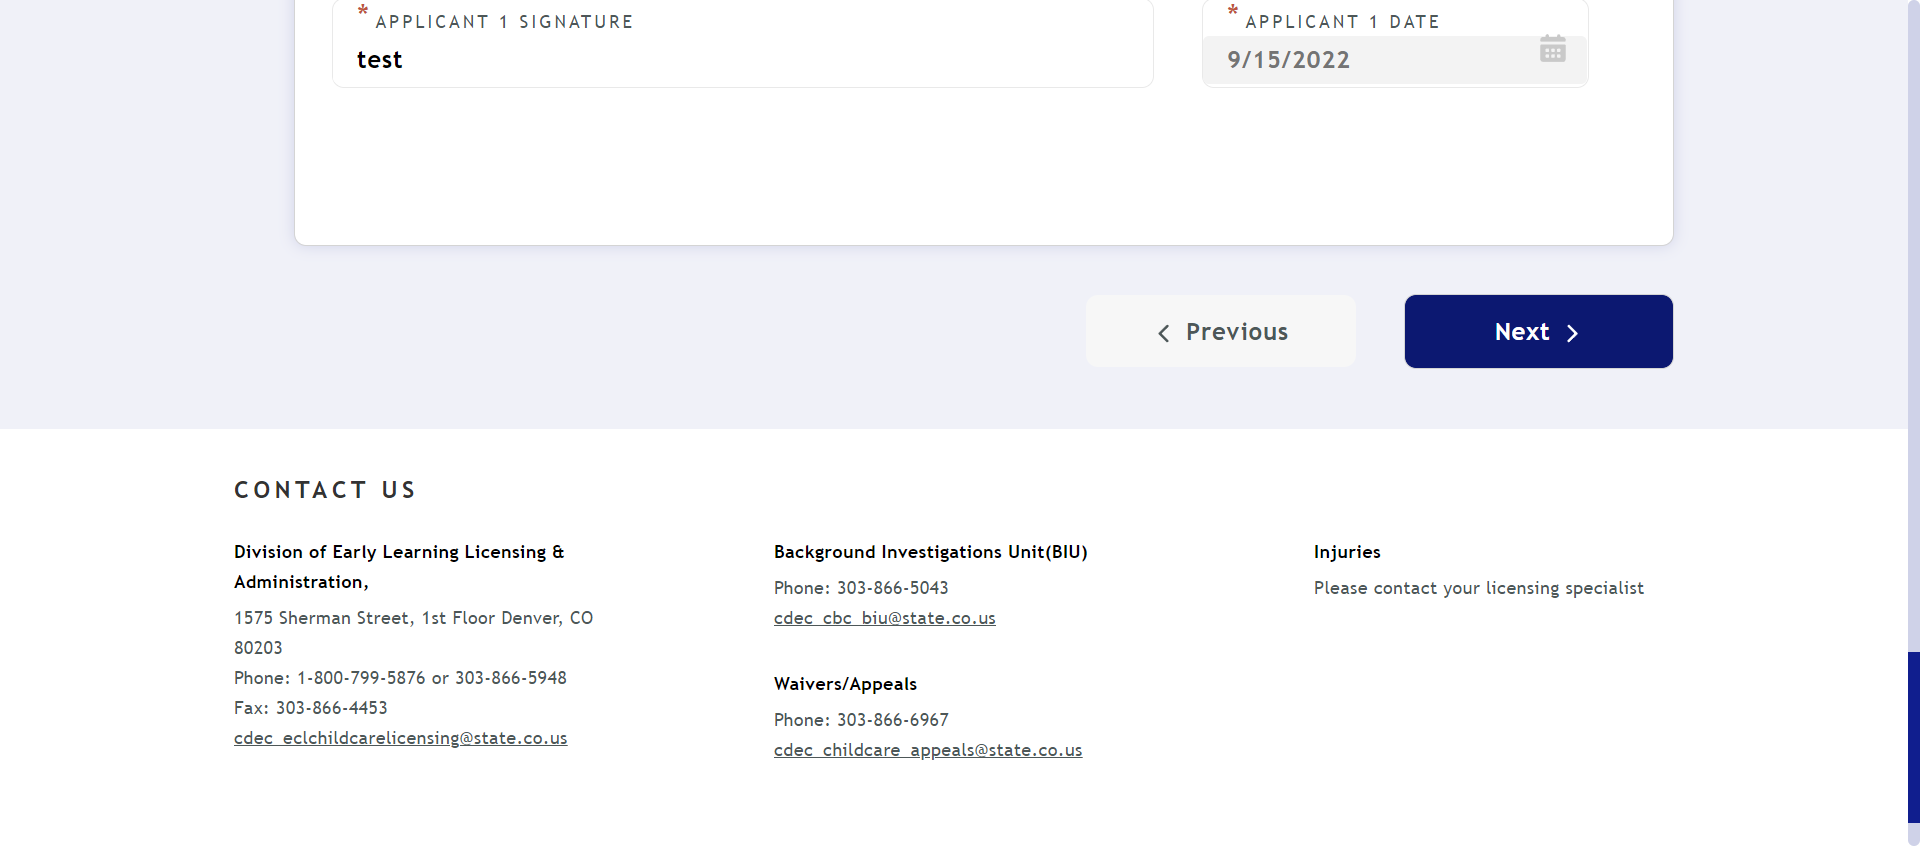 * APPLICANT 1 SIGNATURE
test
* APPLICANT 1 DATE
9/15/2022
Previous
Next
CONTACT US
Division of Early Learning Licensing &
Administration,
1575 Sherman Street, 1st Floor Denver, CO
80203
Phone: 1-800-799-5876 or 303-866-5948
Fax: 303-866-4453
cdec_eclchildcarelicensing@state.co.us
Background Investigations Unit(BIU)
Phone: 303-866-5043
cdec_cbc_biu@state.co.us
Waivers/Appeals
Phone: 303-866-6967
cdec_childcare_appeals@state.co.us
Injuries
Please contact your licensing specialist